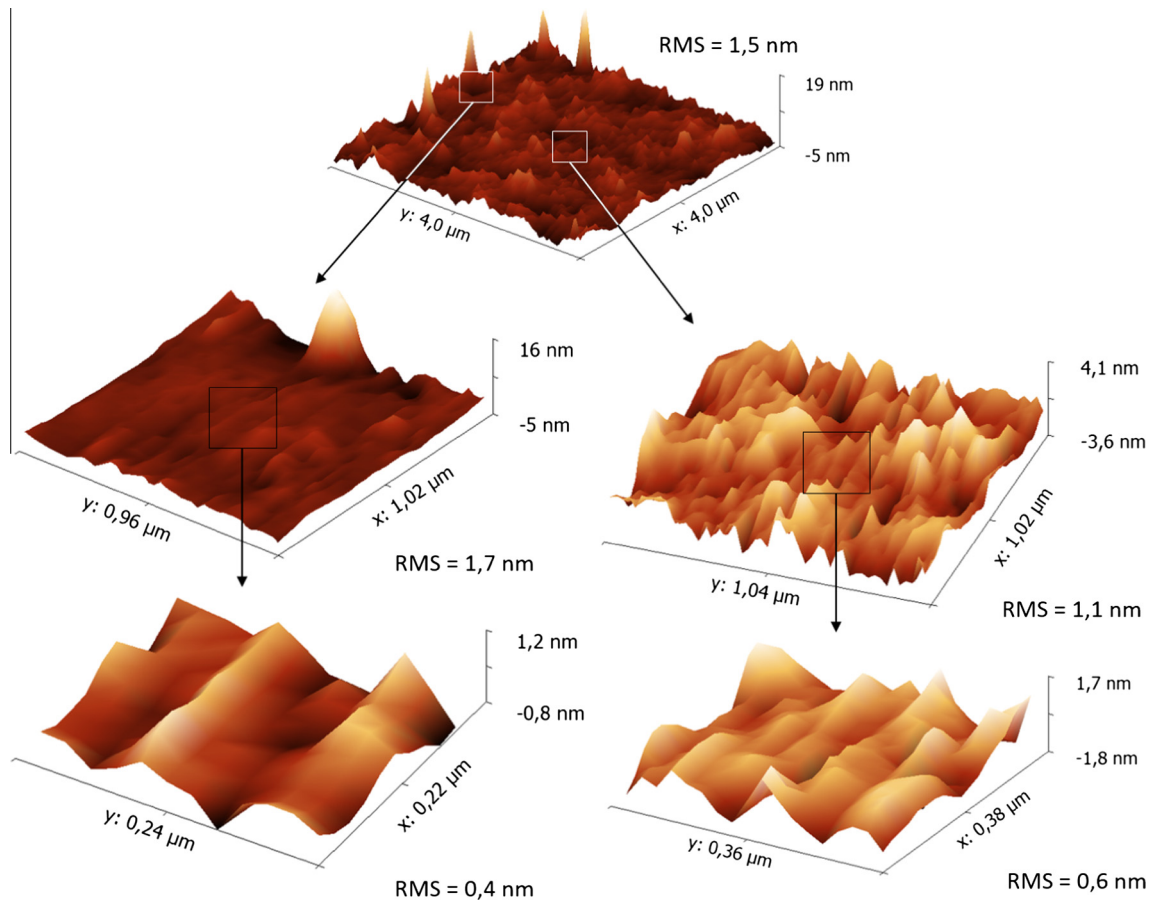 RMS = 1,5 nm
19 nm
-5 nm
y: 4,0 µm
x: 4,0 µm
16 nm
-5 nm
y: 0,96 µm
x: 1,02 µm
RMS = 1,7 nm
4,1 nm
-3,6 nm
y: 1,04 µm
x: 1,02 µm
RMS = 1,1 nm
1,2 nm
-0,8 nm
y: 0,24 µm
x: 0,22 µm
RMS = 0,4 nm
1,7 nm
-1,8 nm
y: 0,36 µm
x: 0,38 µm
RMS = 0,6 nm